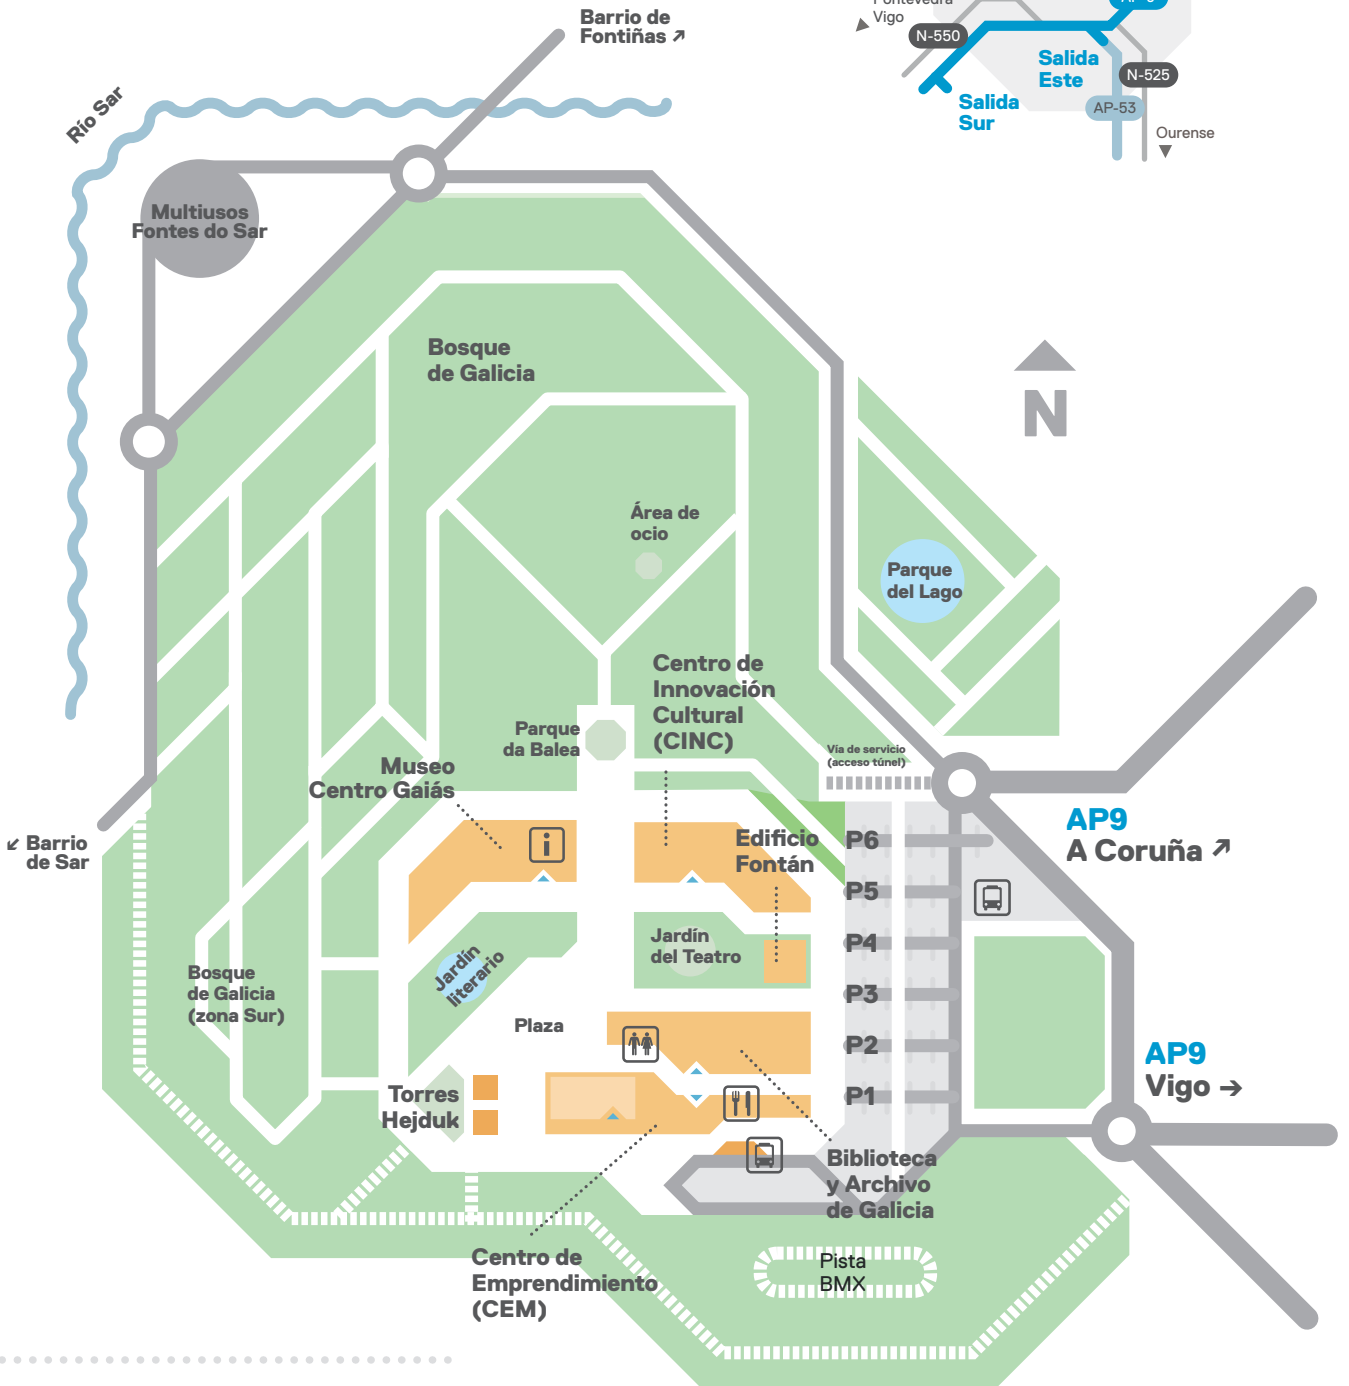 Barrio de
Fontiñas ↗
Pontevedra
Vigo
N-550
Salida
Este
N-525
Salida
Sur
AP-53
Ourense
Río Sar
Multiusos
Fontes do Sar
Bosque
de Galicia
N
Área de
ocio
Parque
del Lago
Centro de
Innovación
Cultural
(CINC)
Parque
da Balea
Vía de servicio
(acceso túnel)
Museo
Centro Gaiás
AP9
A Coruña ↗
↙ Barrio
de Sar
Edificio
Fontán
P6
P5
P4
P3
P2
P1
i
Jardín
del Teatro
Jardín
literario
Bosque
de Galicia
(zona Sur)
Plaza
AP9
Vigo →
Torres
Hejduk
Biblioteca
y Archivo
de Galicia
Centro de
Emprendimiento
(CEM)
Pista
BMX